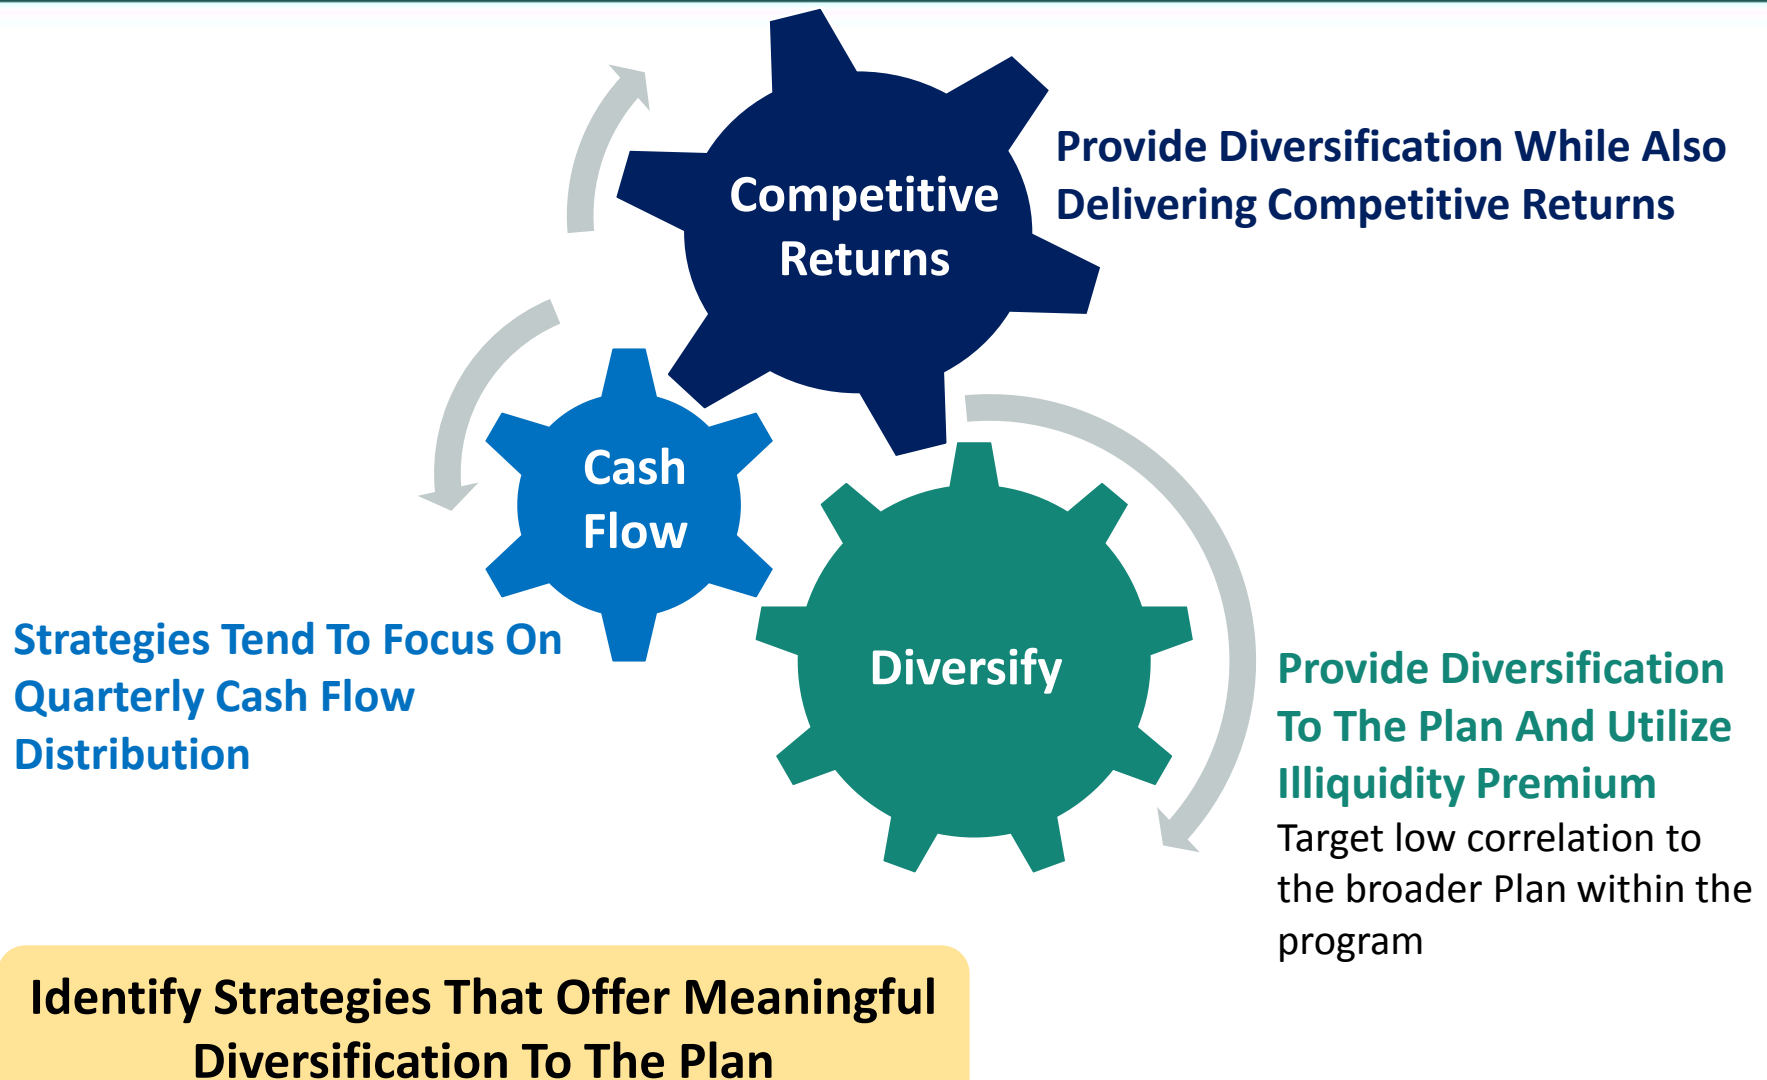 Competitive
Returns
Provide Diversification While Also
Delivering Competitive Returns
Cash
Flow
Strategies Tend To Focus On
Quarterly Cash Flow
Distribution
Diversify
Provide Diversification
To The Plan And Utilize
Illiquidity Premium
Target low correlation to
the broader Plan within the
program
Identify Strategies That Offer Meaningful
Diversification To The Plan